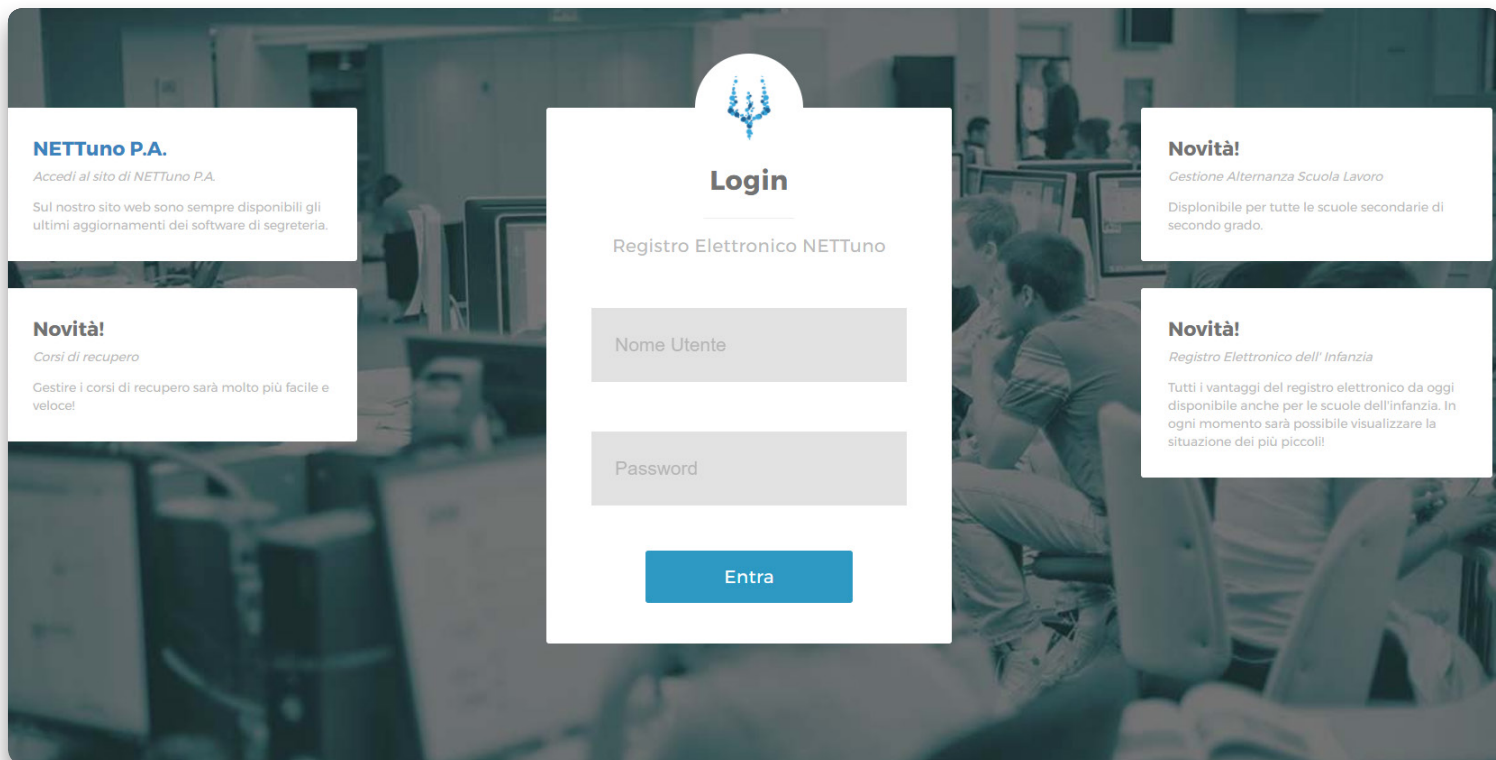 NETTuno P.A.
Accedi al sito di NETTuno P.A.
Sul nostro sito web sono sempre disponibili gli
ultimi aggiornamenti dei software di segreteria.
Novità!
Corsi di recupero
Gestire i corsi di recupero sarà molto più facile e
veloce!
Login
Registro Elettronico NETTuno
Nome Utente
Password
Entra
Novità!
Gestione Alternanza Scuola Lavoro
Displonibile per tutte le scuole secondarie di
secondo grado.
Novità!
Registro Elettronico dell' Infanzia
Tutti i vantaggi del registro elettronico da oggi
disponibile anche per le scuole dell'infanzia. In
ogni momento sarà possibile visualizzare la
situazione dei più piccoli!